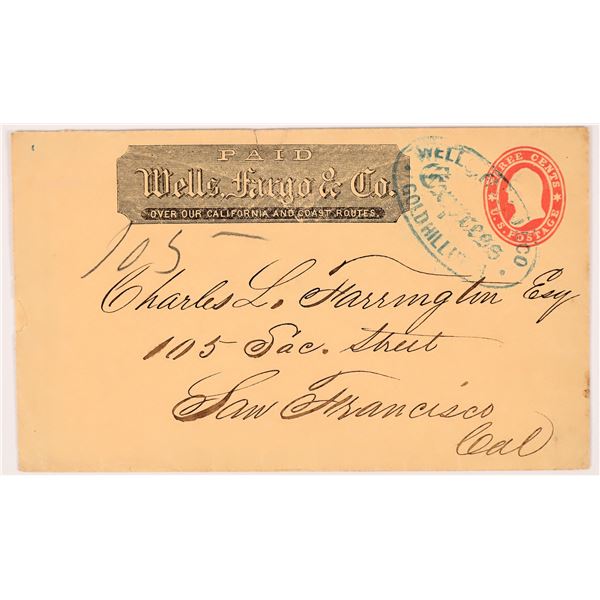 PAID
Wells, Fargo & Co.
OVER OUR CALIFORNIA AND COAST ROUTES.
WELLS, CO
Express
GOLD HILL
THREE CENTS
U.S. POSTAGE
105
Charles L. Farrington Esq
105 Sac. Street
San Francisco
Cal